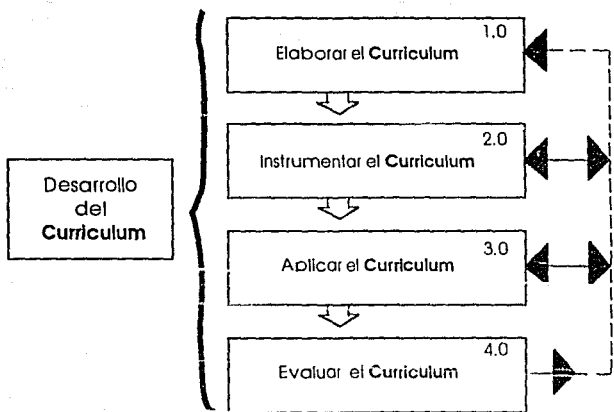 Desarrollo
del
Curriculum
1.0
Elaborar el Curriculum
2.0
Instrumentar el Curriculum
3.0
Aplicar el Curriculum
4.0
Evaluar el Curriculum